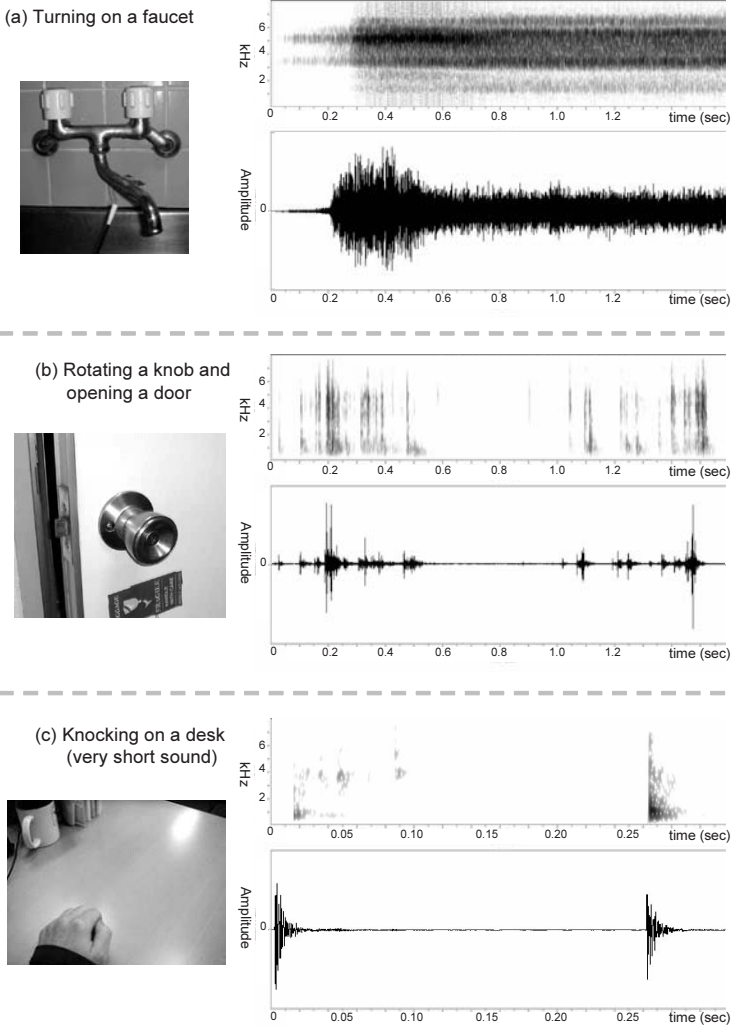 (a) Turning on a faucet
kHz
6
4
2
0 0.2 0.4 0.6 0.8 1.0 1.2 time (sec)
Amplitude
0
0 0.2 0.4 0.6 0.8 1.0 1.2 time (sec)
(b) Rotating a knob and
opening a door
kHz
6
4
2
0 0.2 0.4 0.6 0.8 1.0 1.2 time (sec)
Amplitude
0
0 0.2 0.4 0.6 0.8 1.0 1.2 time (sec)
FRAGILE
(c) Knocking on a desk
(very short sound)
kHz
6
4
2
0 0.05 0.10 0.15 0.20 0.25 time (sec)
Amplitude
0
0 0.05 0.10 0.15 0.20 0.25 time (sec)